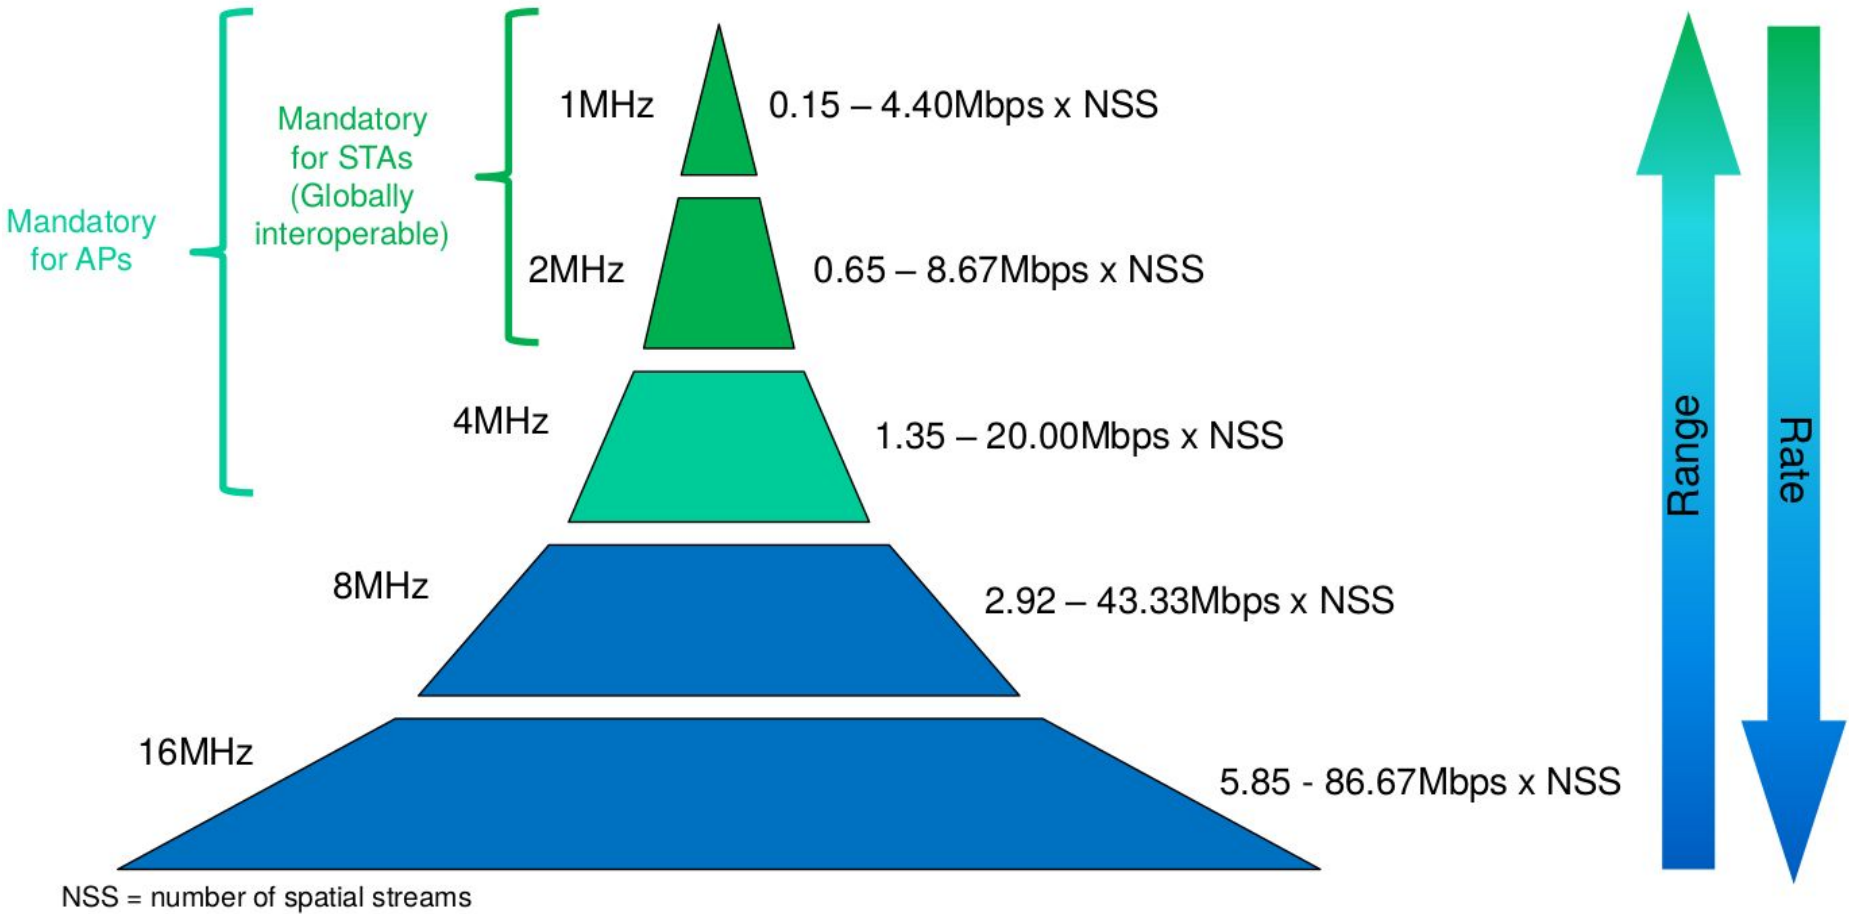 Mandatory
for APs
Mandatory
for STAs
(Globally
interoperable)
1MHz
0.15 – 4.40Mbps x NSS
2MHz
0.65 – 8.67Mbps x NSS
4MHz
1.35 – 20.00Mbps x NSS
8MHz
2.92 – 43.33Mbps x NSS
16MHz
5.85 - 86.67Mbps x NSS
Range
Rate
NSS = number of spatial streams